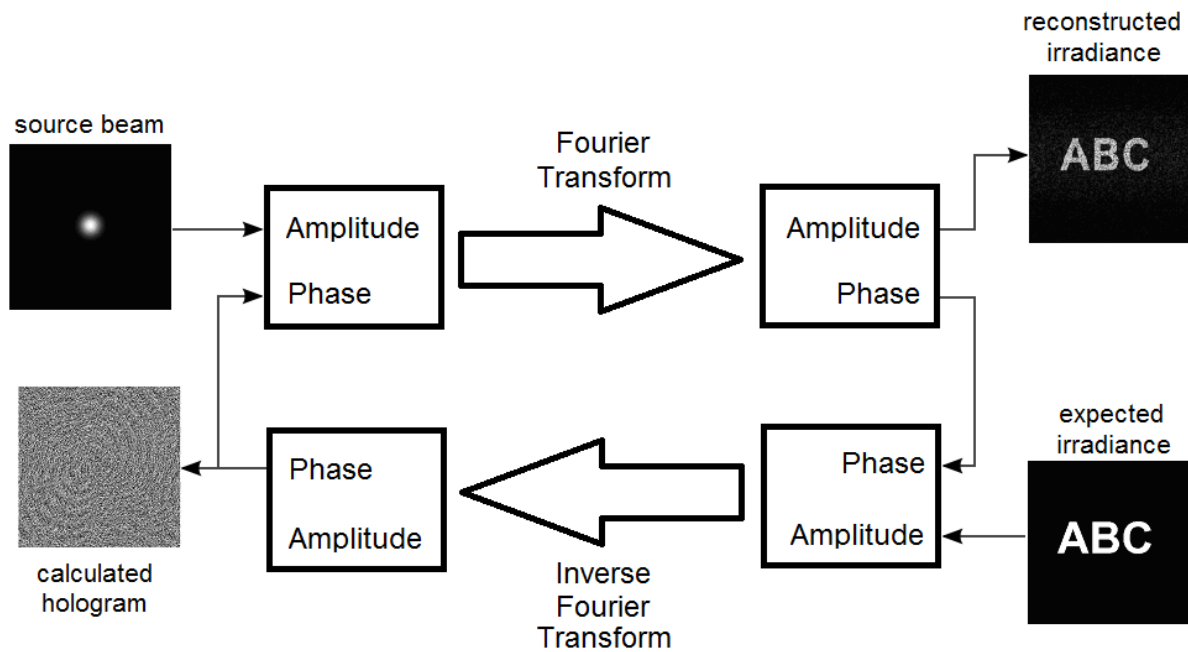 reconstructed
irradiance
source beam
ABC
Fourier
Transform
Amplitude
Phase
Amplitude
Phase
expected
irradiance
Phase
Amplitude
Phase
Amplitude
ABC
calculated
hologram
Inverse
Fourier
Transform